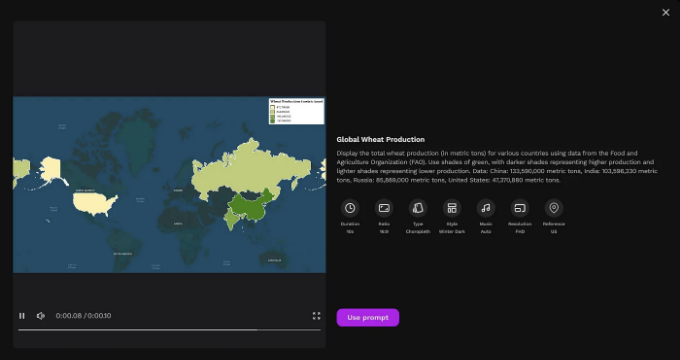 Wheat Production (metric tons)
Global Wheat Production
Display the total wheat production (in metric tons) for various countries using data from the Food and
Agriculture Organization (FAO). Use shades of green, with darker shades representing higher production and
lighter shades representing lower production. Data: China: 133,590,000 metric tons, India: 103,596,230 metric
tons, Russia: 85,889,000 metric tons, United States: 47,370,880 metric tons.
Duration
10s
Ratio
16:9
Type
Choropleth
Style
Winter Dark
Music
Auto
Resolution
FHD
Reference
US
0:00.08 / 0:00.10
Use prompt